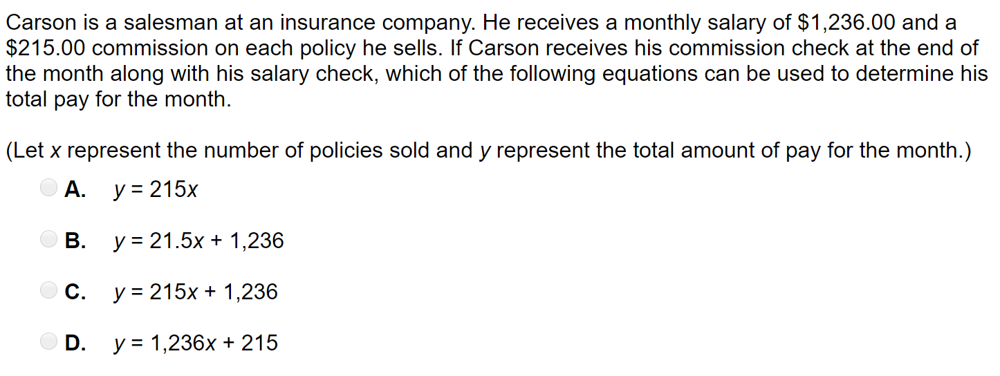 Carson is a salesman at an insurance company. He receives a monthly salary of $1,236.00 and a
$215.00 commission on each policy he sells. If Carson receives his commission check at the end of
the month along with his salary check, which of the following equations can be used to determine his
total pay for the month.
(Let x represent the number of policies sold and y represent the total amount of pay for the month.)
A. y = 215x
B. y = 21.5x + 1,236
C. y = 215x + 1,236
D. y = 1,236x + 215